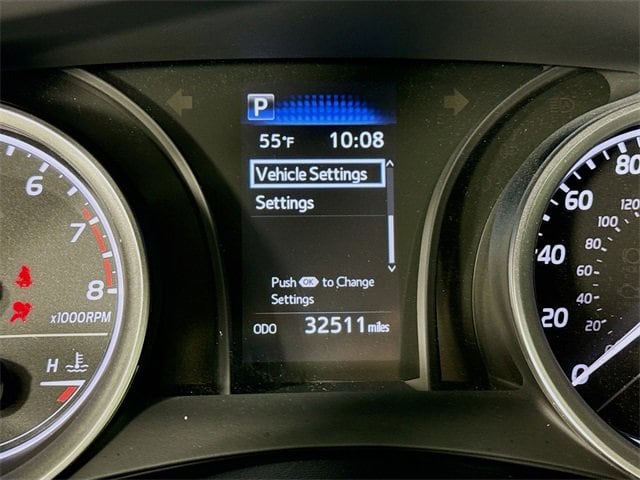 P
55°F 10:08
Vehicle Settings
Settings
Push OK to Change
Settings
ODO 32511 miles
6
7
8
x1000RPM
H
80
60
40
20
0
120
100
80
60
40
20